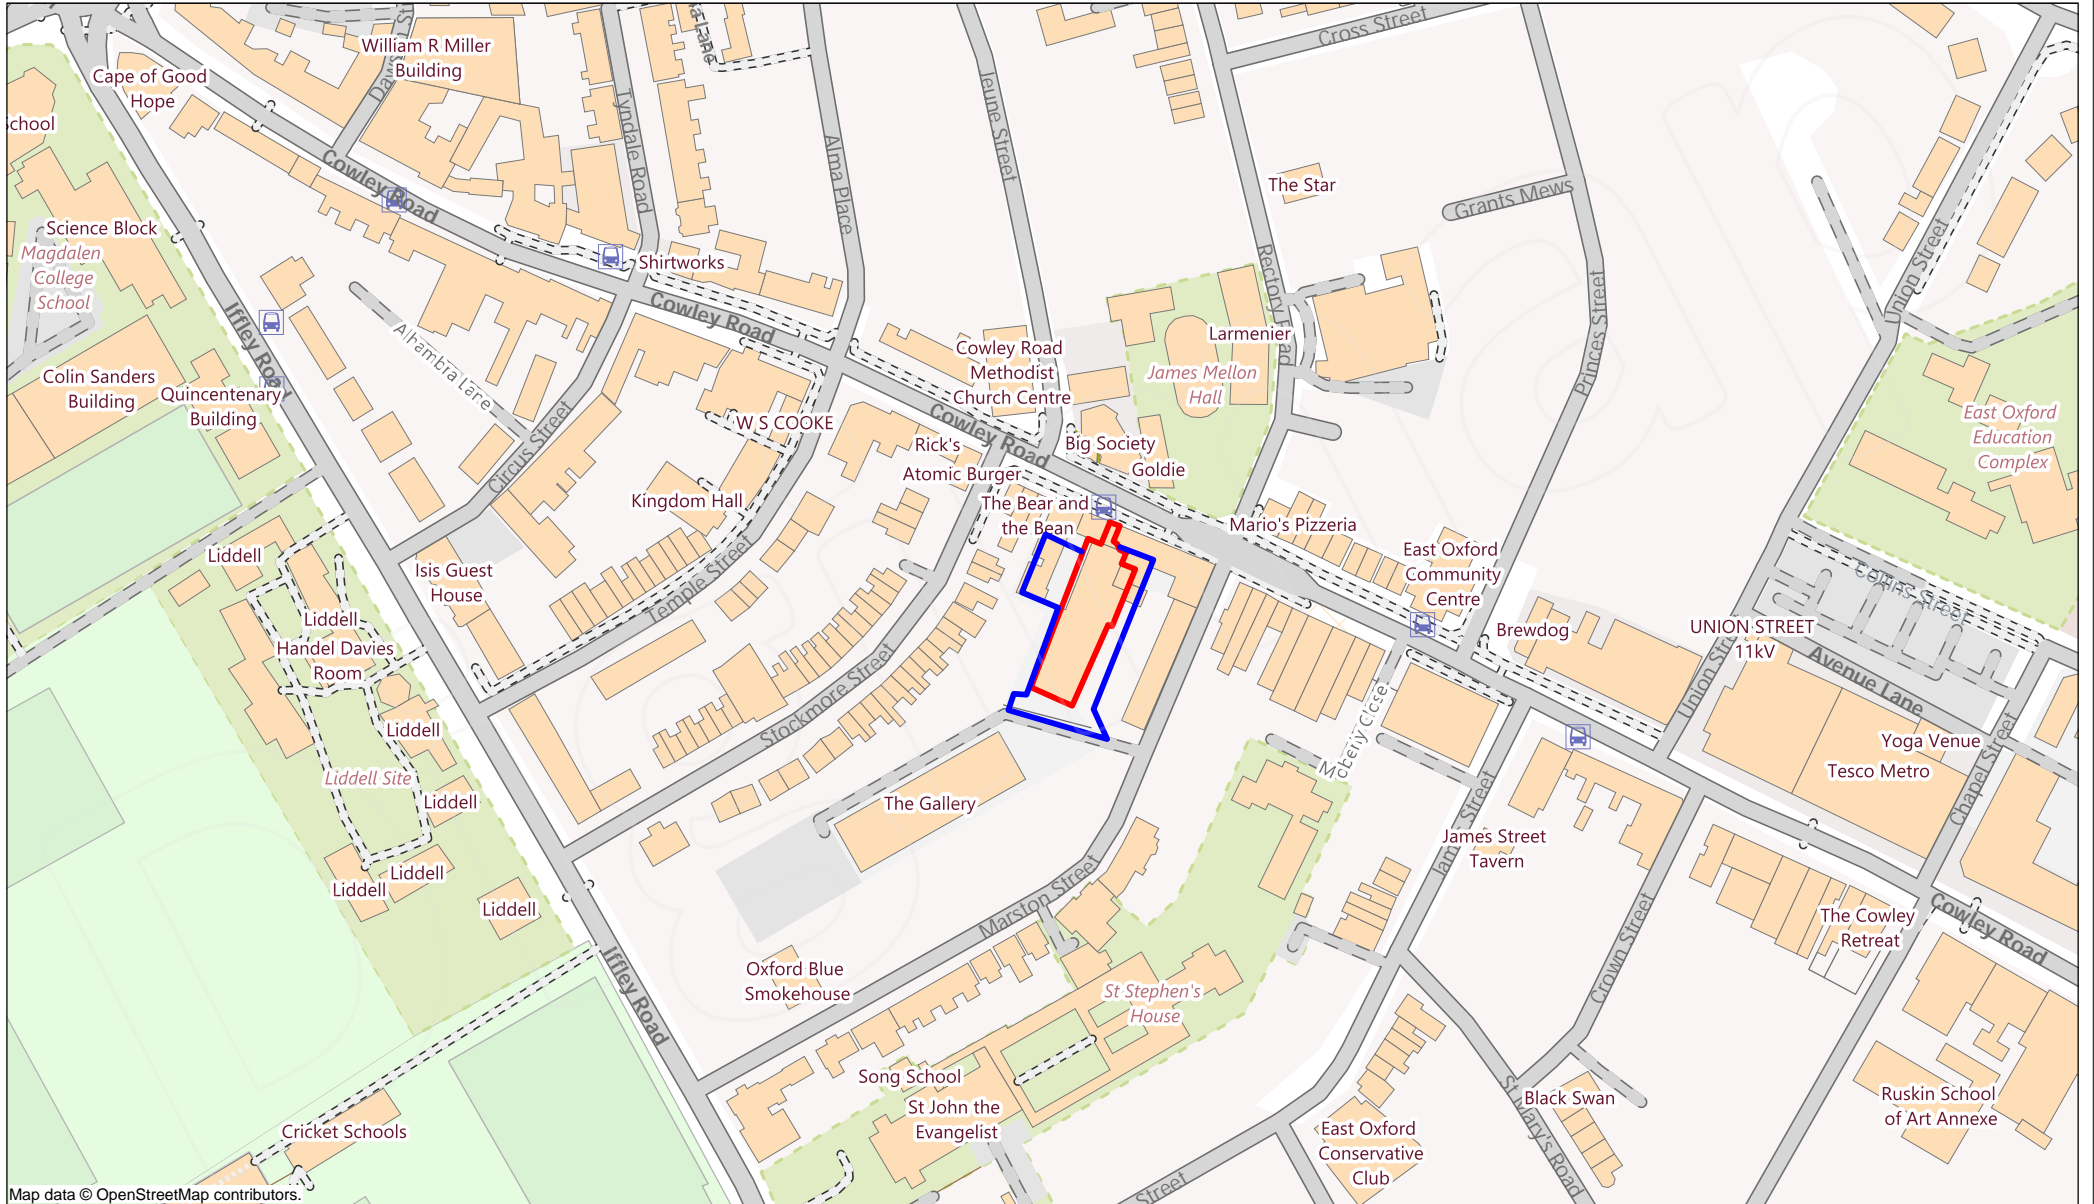 William R Miller
Building
Cape of Good
Hope
Cross Street
Tyndale Road
Alma Place
Jeune Street
Cowley Road
The Star
Grants Mews
Science Block
Magdalen
College
School
Shirtworks
Cowley Road
Rectory
Princes Street
Union Street
Iffley Road
Alhambra Lane
Larmenier
Cowley Road
Methodist
Church Centre
James Mellon
Hall
Colin Sanders
Building
Quincentenary
Building
W S COOKE
Cowley Road
Rick's
Big Society
Goldie
Atomic Burger
East Oxford
Education
Complex
Circus Street
Kingdom Hall
The Bear and
the Bean
Mario's Pizzeria
Liddell
Isis Guest
House
Temple Street
East Oxford
Community
Centre
Collins Street
Liddell
Handel Davies
Room
Brewdog
UNION STREET
11kV
Avenue Lane
Union Str
Stockmore Street
Liddell
Liddell Site
Yoga Venue
Tesco Metro
Chapel Street
Liddell
The Gallery
James Street
James Street
Tavern
Liddell
Liddell
Liddell
Marston Street
The Cowley
Retreat
Cowley Road
Crown Street
Iffley Road
Oxford Blue
Smokehouse
St Stephen's
House
Song School
St John the
Evangelist
Cricket Schools
East Oxford
Conservative
Club
St Mary's Road
Black Swan
Ruskin School
of Art Annexe
Street
Map data © OpenStreetMap contributors.